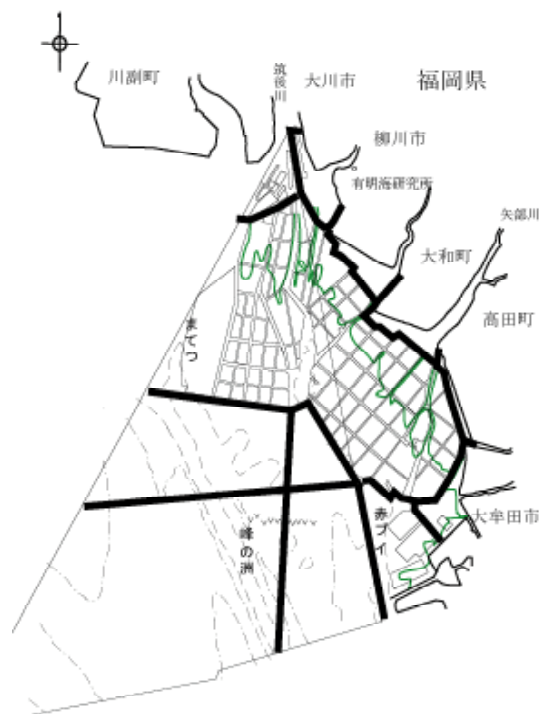 川副町
筑後川
大川市
福岡県
柳川市
有明海研究所
矢部川
大和町
高田町
まてつ
大牟田市
赤ブイ
峰の洲